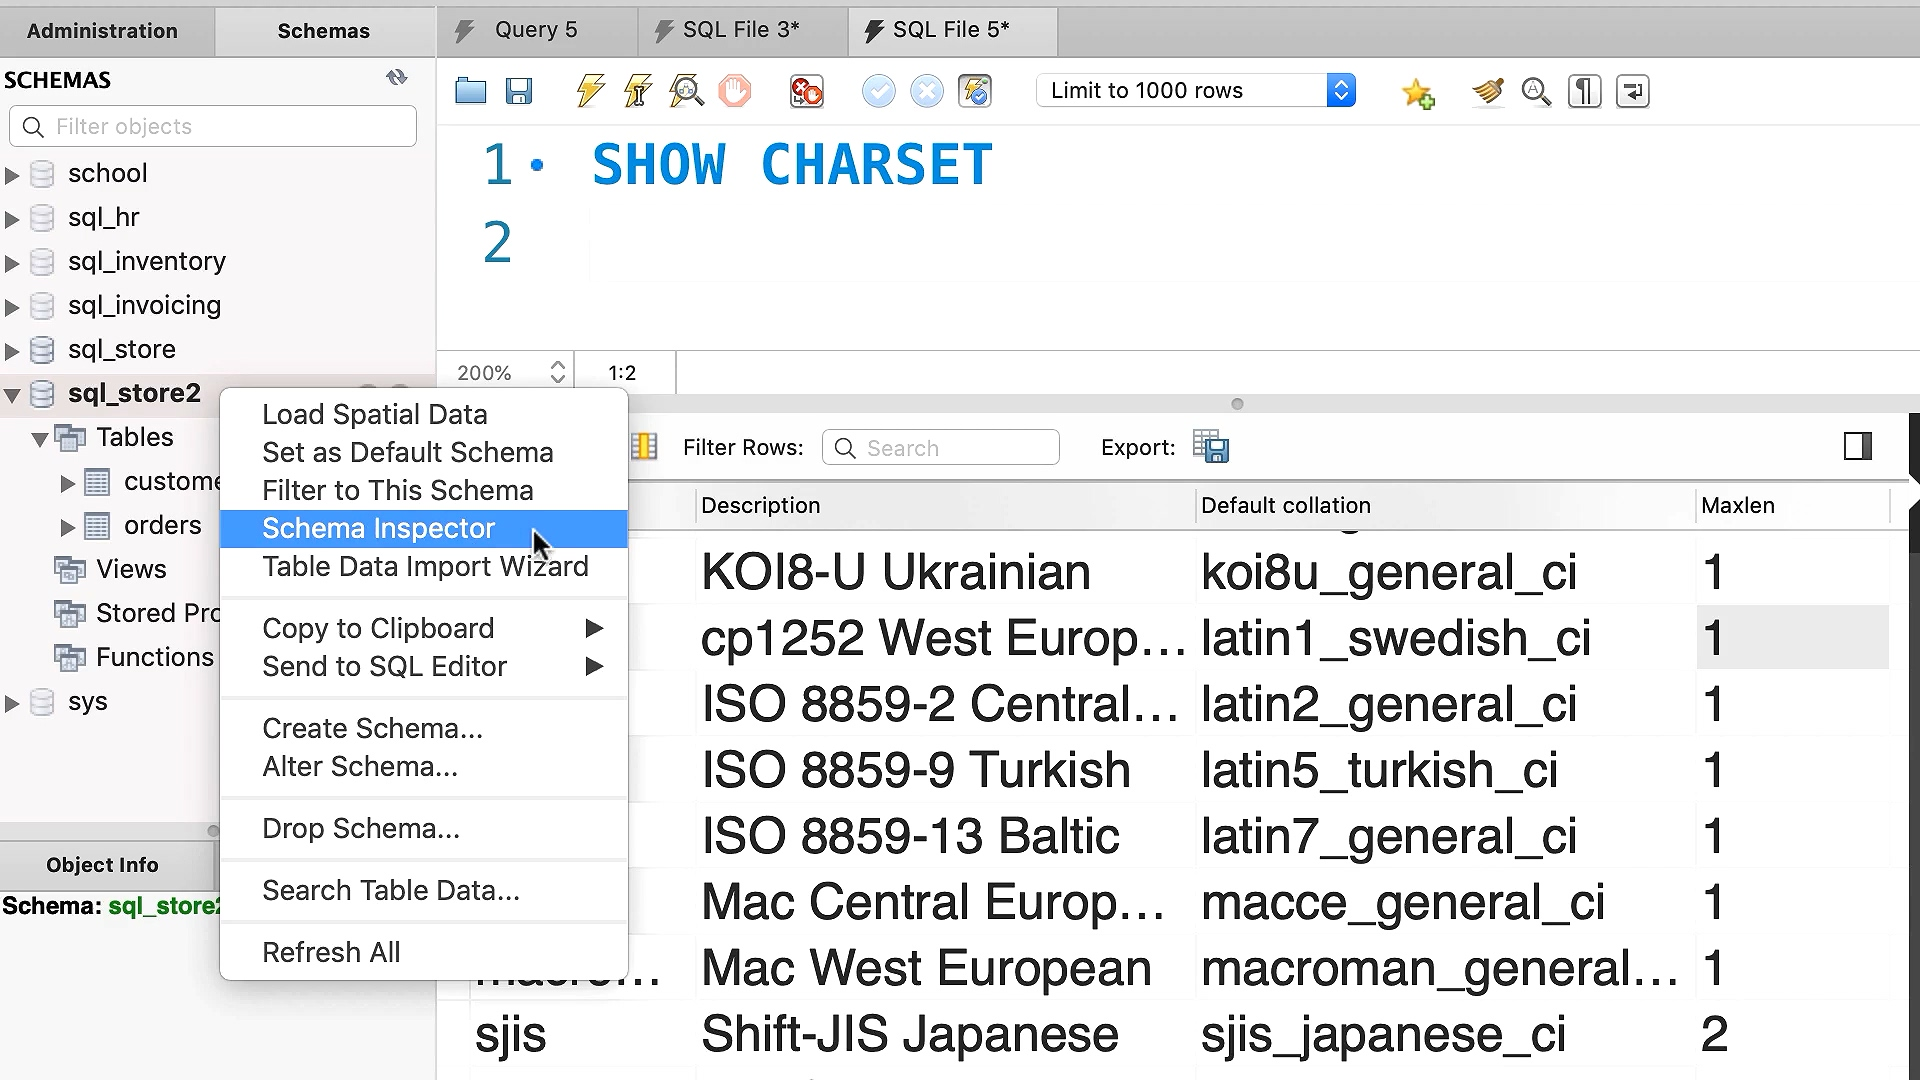 Administration
Schemas
Query 5
SQL File 3*
SQL File 5*
SCHEMAS
Filter objects
school
sql_hr
sql_inventory
sql_invoicing
sql_store
sql_store2
Tables
custome
orders
Views
Stored Pro
Functions
sys
Object Info
Schema: sql_store2
Limit to 1000 rows
1 SHOW CHARSET
2
200%
1:2
Load Spatial Data
Set as Default Schema
Filter to This Schema
Schema Inspector
Table Data Import Wizard
Copy to Clipboard
Send to SQL Editor
Create Schema...
Alter Schema...
Drop Schema...
Search Table Data...
Refresh All
Filter Rows:
Search
Export:
Description Default collation Maxlen
KOI8-U Ukrainian koi8u_general_ci 1
cp1252 West Europ... latin1_swedish_ci 1
ISO 8859-2 Central... latin2_general_ci 1
ISO 8859-9 Turkish latin5_turkish_ci 1
ISO 8859-13 Baltic latin7_general_ci 1
Mac Central Europ... macce_general_ci 1
Mac West European macroman_general... 1
sjis Shift-JIS Japanese sjis_japanese_ci 2